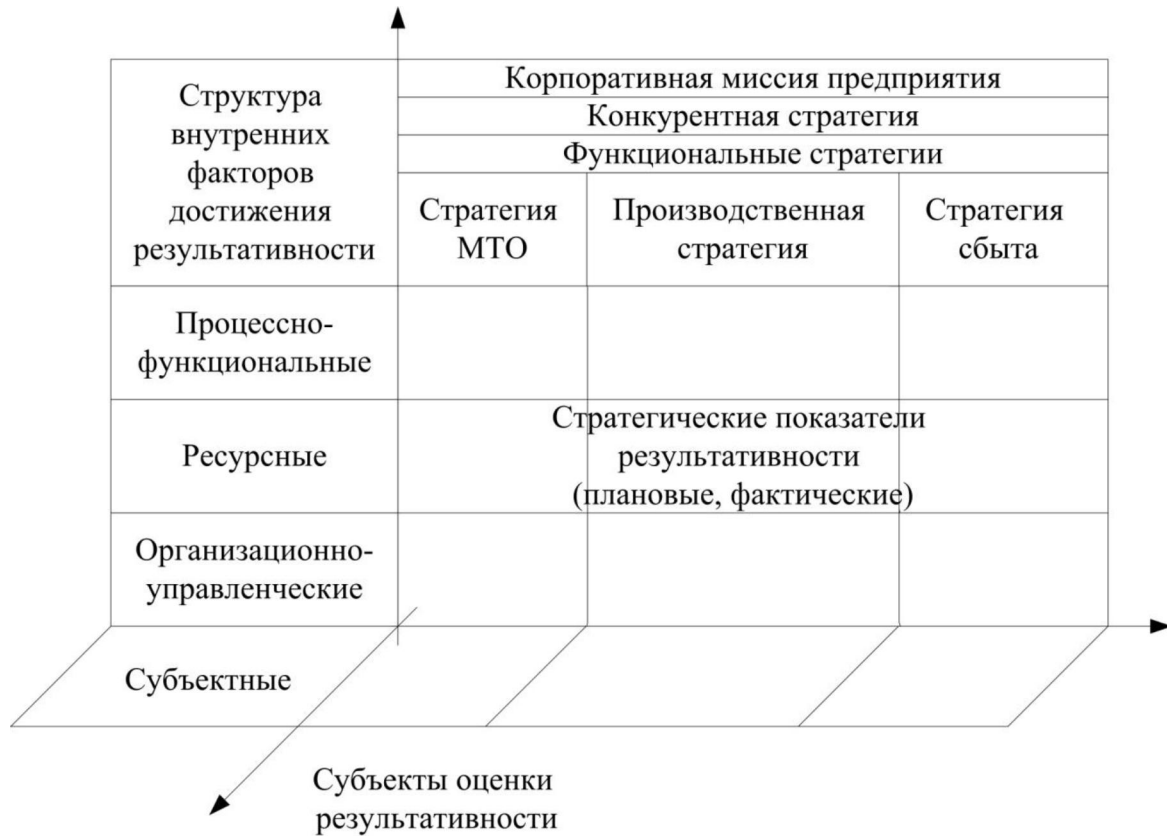 Структура
внутренних
факторов
достижения
результативности
Корпоративная миссия предприятия
Конкурентная стратегия
Функциональные стратегии
Стратегия
МТО
Производственная
стратегия
Стратегия
сбыта
Процессно-
функциональные
Ресурсные
Стратегические показатели
результативности
(плановые, фактические)
Организационно-
управленческие
Субъектные
Субъекты оценки
результативности